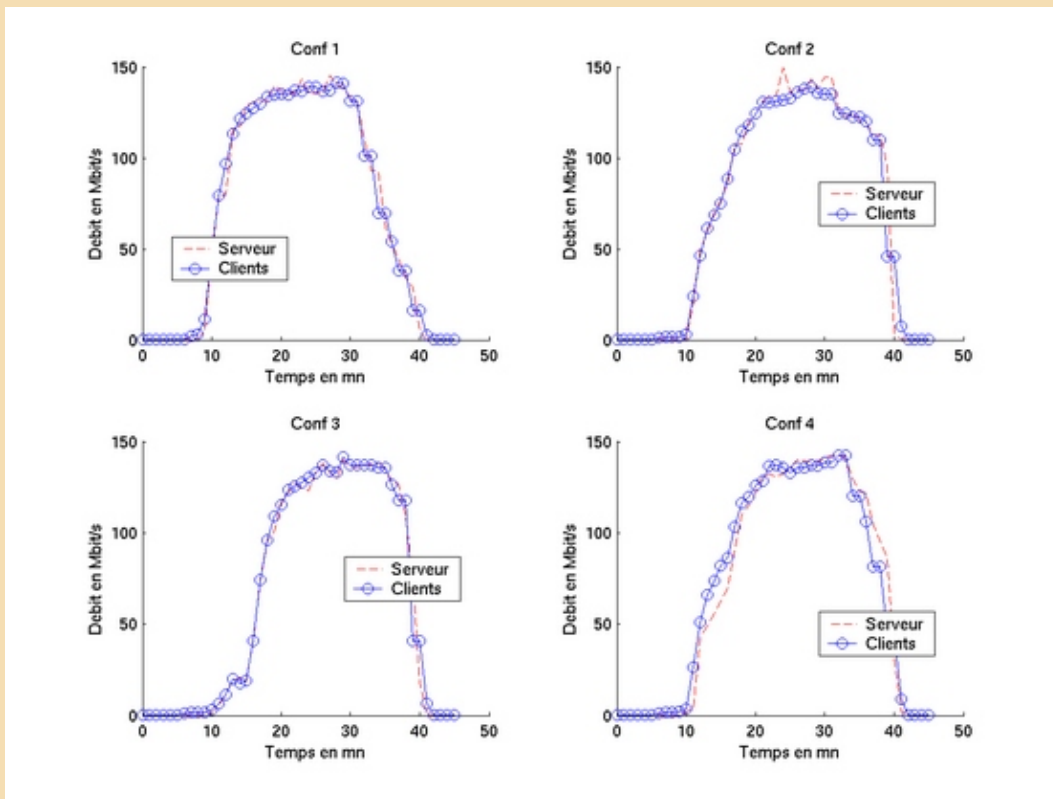 Conf 1
150
100
50
0
Debit en Mbit/s
Serveur
Clients
0 10 20 30 40 50
Temps en mn
Conf 2
150
100
50
0
Debit en Mbit/s
Serveur
Clients
0 10 20 30 40 50
Temps en mn
Conf 3
150
100
50
0
Debit en Mbit/s
Serveur
Clients
0 10 20 30 40 50
Temps en mn
Conf 4
150
100
50
0
Debit en Mbit/s
Serveur
Clients
0 10 20 30 40 50
Temps en mn